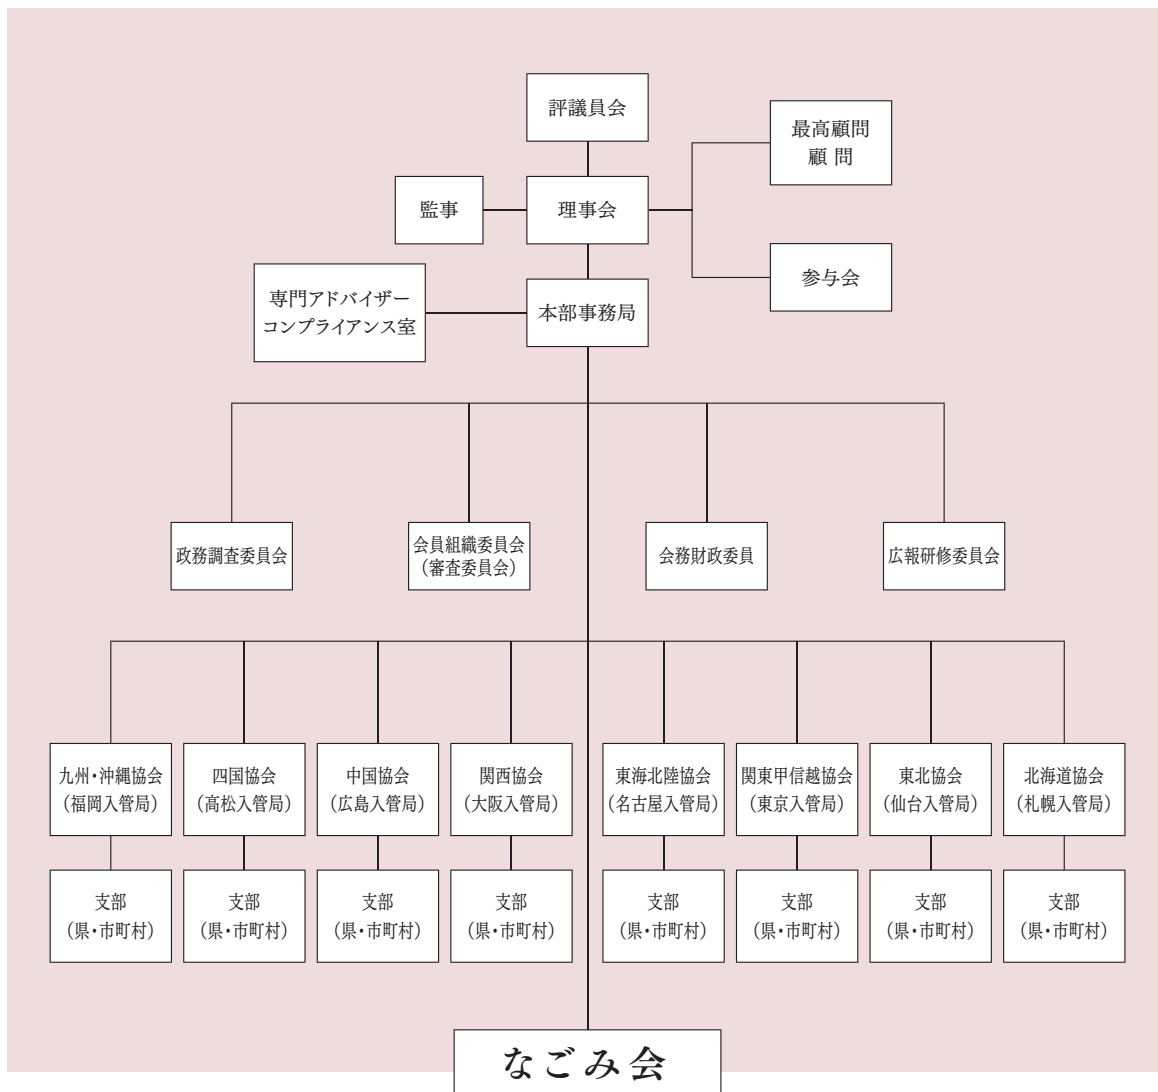 評議員会
最高顧問
顧 問
監事
理事会
参与会
専門アドバイザー
コンプライアンス室
本部事務局
政務調査委員会
会員組織委員会
（審査委員会）
会務財政委員
広報研修委員会
九州・沖縄協会
（福岡入管局）
四国協会
（高松入管局）
中国協会
（広島入管局）
関西協会
（大阪入管局）
東海北陸協会
（名古屋入管局）
関東甲信越協会
（東京入管局）
東北協会
（仙台入管局）
北海道協会
（札幌入管局）
支部
（県・市町村）
支部
（県・市町村）
支部
（県・市町村）
支部
（県・市町村）
支部
（県・市町村）
支部
（県・市町村）
支部
（県・市町村）
支部
（県・市町村）
なごみ会